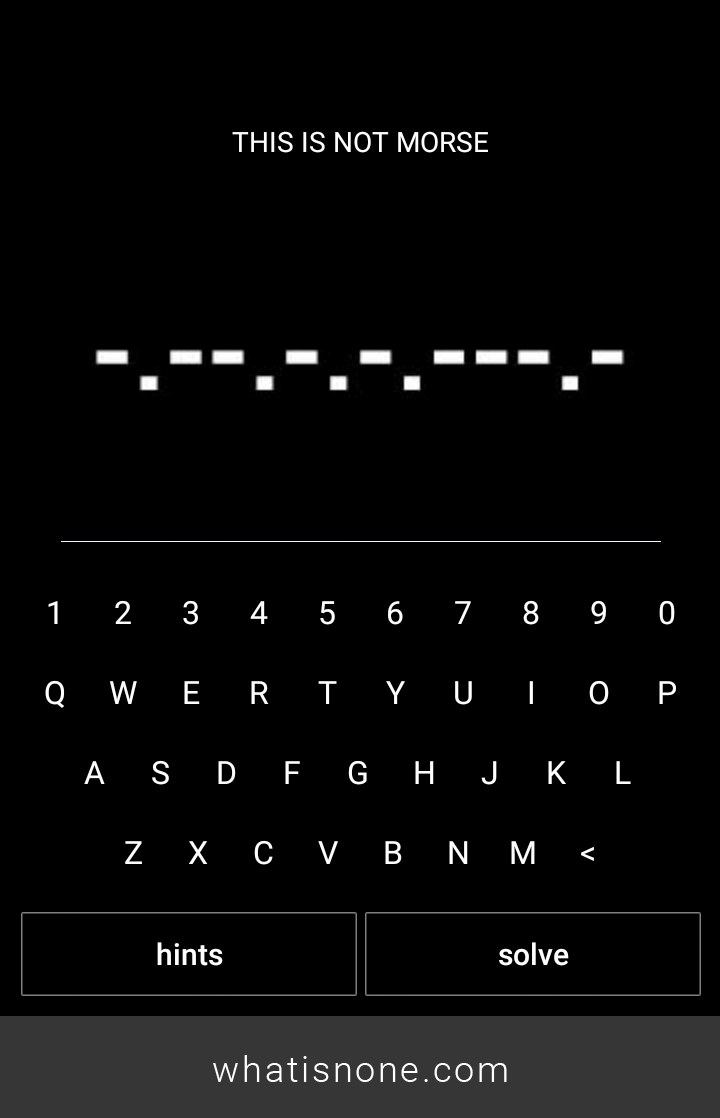 THIS IS NOT MORSE
1 2 3 4 5 6 7 8 9 0
Q W E R T Y U I O P
A S D F G H J K L
Z X C V B N M <
hints solve
whatisnone.com